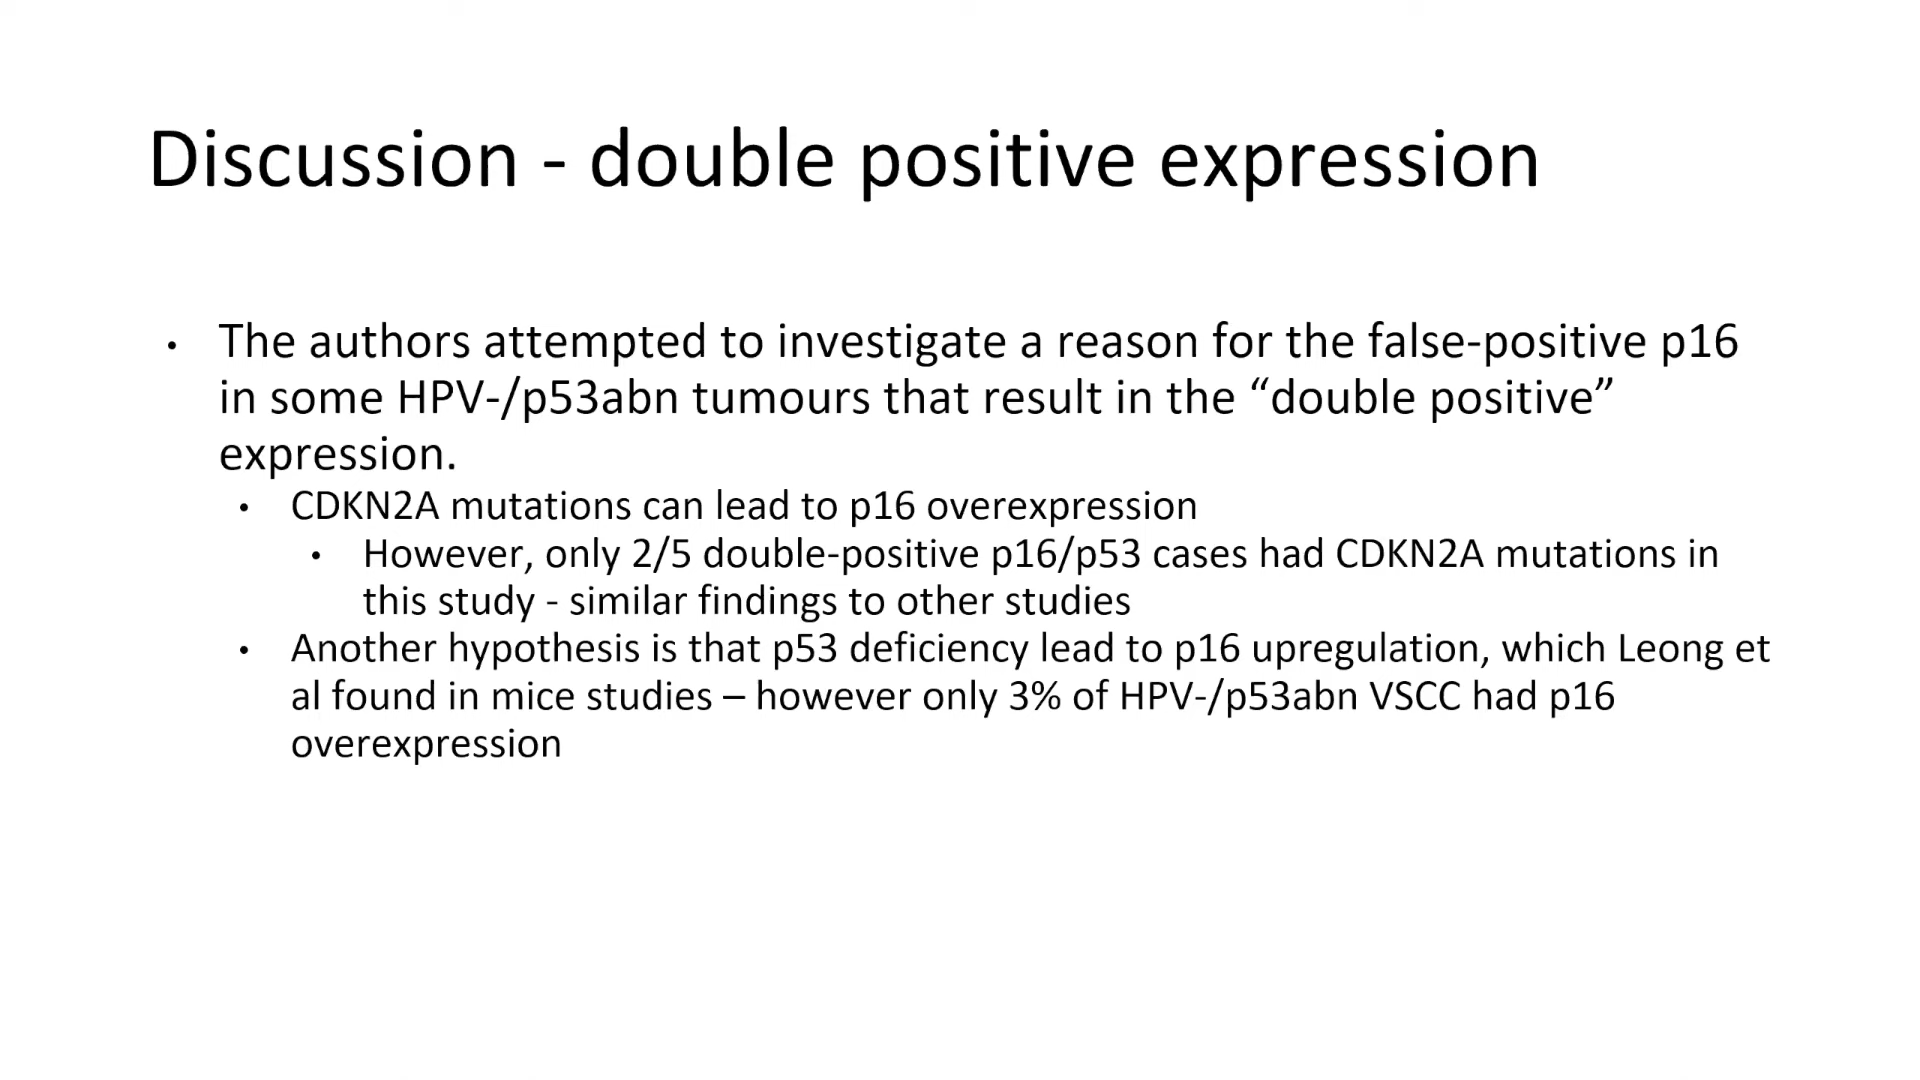 Discussion - double positive expression
• The authors attempted to investigate a reason for the false-positive p16
in some HPV-/p53abn tumours that result in the “double positive”
expression.
• CDKN2A mutations can lead to p16 overexpression
• However, only 2/5 double-positive p16/p53 cases had CDKN2A mutations in
this study - similar findings to other studies
• Another hypothesis is that p53 deficiency lead to p16 upregulation, which Leong et
al found in mice studies – however only 3% of HPV-/p53abn VSCC had p16
overexpression